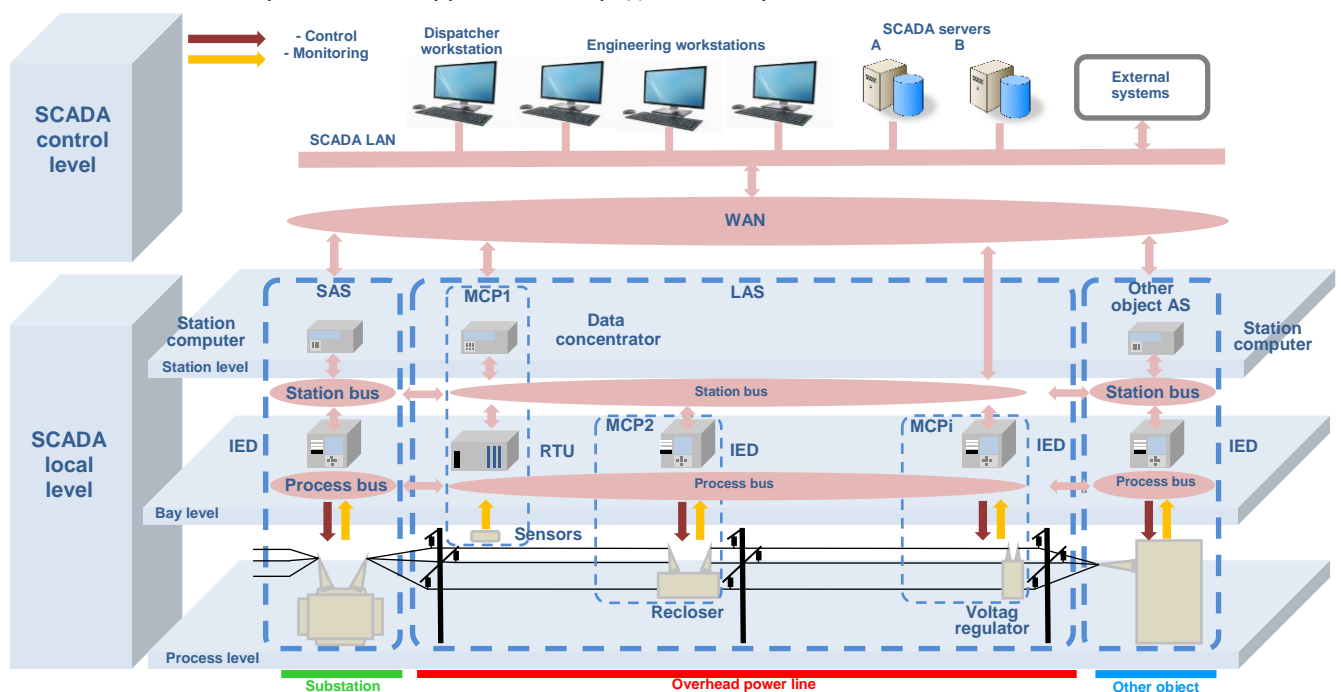 - Control
- Monitoring
Dispatcher
workstation
Engineering workstations
SCADA servers
A
B
External
systems
SCADA
control
level
SCADA LAN
WAN
SAS
MCP1
LAS
Other
object AS
Station
computer
Data
concentrator
Station
computer
Station level
Station bus
Station bus
Station bus
SCADA
local
level
IED
RTU
MCP2
IED
MCPi
IED
IED
Process bus
Process bus
Process bus
Bay level
Sensors
Recloser
Voltag
regulator
Process level
Substation
Overhead power line
Other object